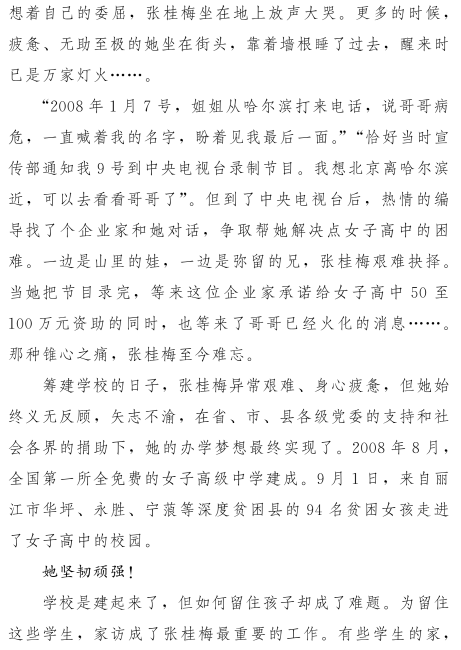 想着自己的委屈，张桂梅坐在地上放声大哭。更多的时候，
疲惫、无助至极的她坐在街头，靠着墙根睡了过去，醒来时
已是万家灯火……。
“2008 年 1 月 7 号，姐姐从哈尔滨打来电话，说哥哥病
危，一直喊着我的名字，盼着见我最后一面。”“恰好当时宣
传部通知我 9 号到中央电视台录制节目。我想北京离哈尔滨
近，可以去看看哥哥了”。但到了中央电视台后，热情的编
导找了个企业家和她对话，争取帮她解决点女子高中的困
难。一边是山里的娃，一边是弥留的兄，张桂梅艰难抉择。
当她把节目录完，等来这位企业家承诺给女子高中 50 至
100 万元资助的同时，也等来了哥哥已经火化的消息……。
那种锥心之痛，张桂梅至今难忘。
筹建学校的日子，张桂梅异常艰难、身心疲惫，但她始
终义无反顾，矢志不渝，在省、市、县各级党委的支持和社
会各界的捐助下，她的办学梦想最终实现了。2008 年 8 月，
全国第一所全免费的女子高级中学建成。9 月 1 日，来自丽
江市华坪、永胜、宁蒗等深度贫困县的 94 名贫困女孩走进
了女子高中的校园。
她坚韧顽强！
学校是建起来了，但如何留住孩子却成了难题。为留住
这些学生，家访成了张桂梅最重要的工作。有些学生的家，